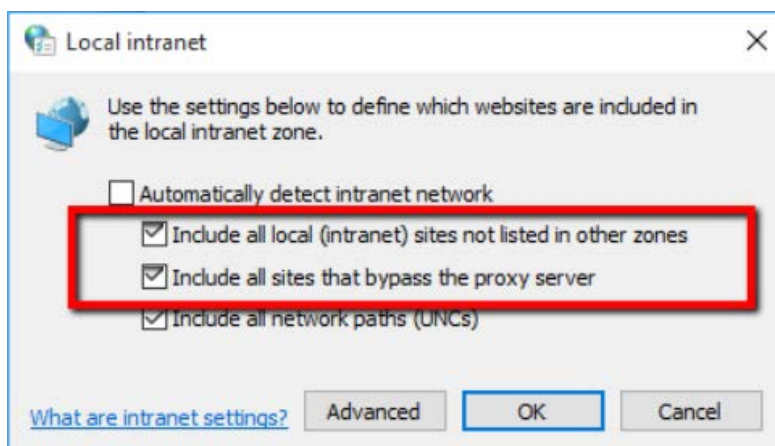 Local intranet
Use the settings below to define which websites are included in
the local intranet zone.
Automatically detect intranet network
Include all local (intranet) sites not listed in other zones
Include all sites that bypass the proxy server
Include all network paths (UNCs)
What are intranet settings? Advanced OK Cancel